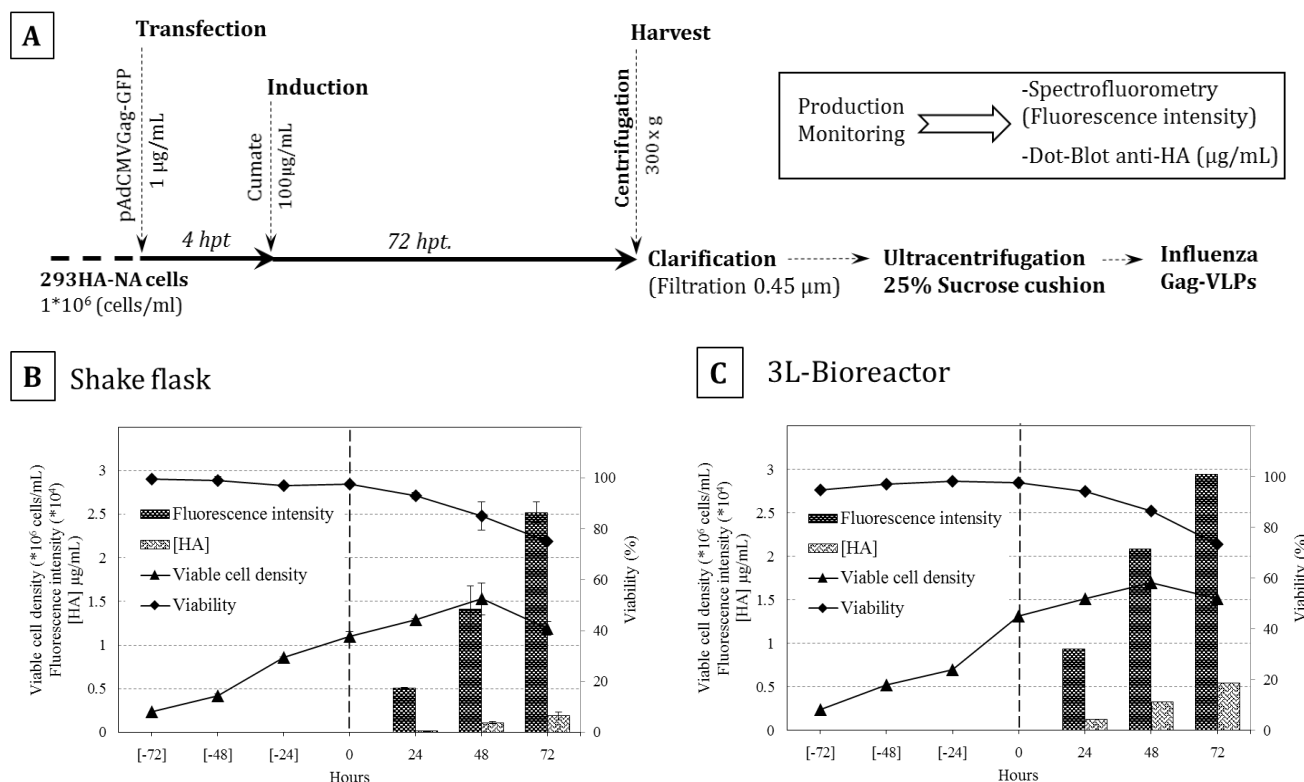 A
Transfection
Induction
Harvest
pAdCMVGag-GFP
1 µg/mL
Cumate
100µg/mL
Centrifugation
300 x g
Production
Monitoring
-Spectrofluorometry
(Fluorescence intensity)
-Dot-Blot anti-HA (µg/mL)
4 hpt
72 hpt.
293HA-NA cells
1*10⁶ (cells/ml)
Clarification
(Filtration 0.45 µm)
Ultracentrifugation
25% Sucrose cushion
Influenza
Gag-VLPs
B
Shake flask
Viable cell density (*10⁶ cells/mL)
Fluorescence intensity (*10⁴)
[HA] µg/mL)
3
2.5
2
1.5
1
0.5
0
Fluorescence intensity
[HA]
Viable cell density
Viability
100
80
60
40
20
0
Viability (%)
[-72] [-48] [-24] 0 24 48 72
Hours
C
3L-Bioreactor
Viable cell density (*10⁶ cells/mL)
Fluorescence intensity (*10⁴)
[HA] µg/mL)
3
2.5
2
1.5
1
0.5
0
Fluorescence intensity
[HA]
Viable cell density
Viability
100
80
60
40
20
0
Viability (%)
[-72] [-48] [-24] 0 24 48 72
Hours